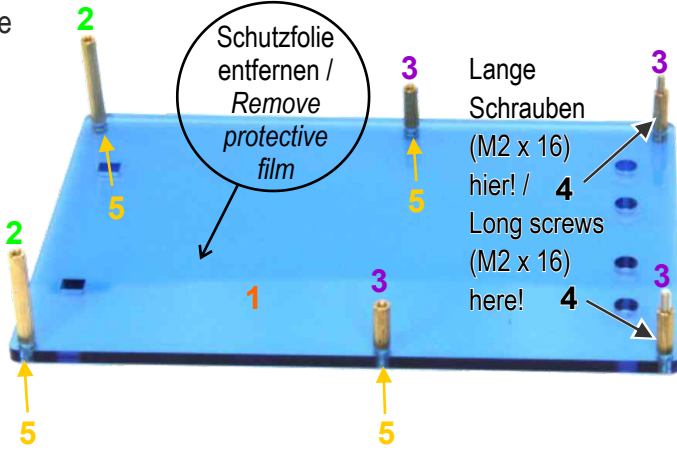 e
2
Schutzfolie
entfernen /
Remove
protective
film
3
Lange
Schrauben
(M2 x 16)
hier! / 4
Long screws
(M2 x 16)
here! 4
3
5
5
2
1
3
3
5
5